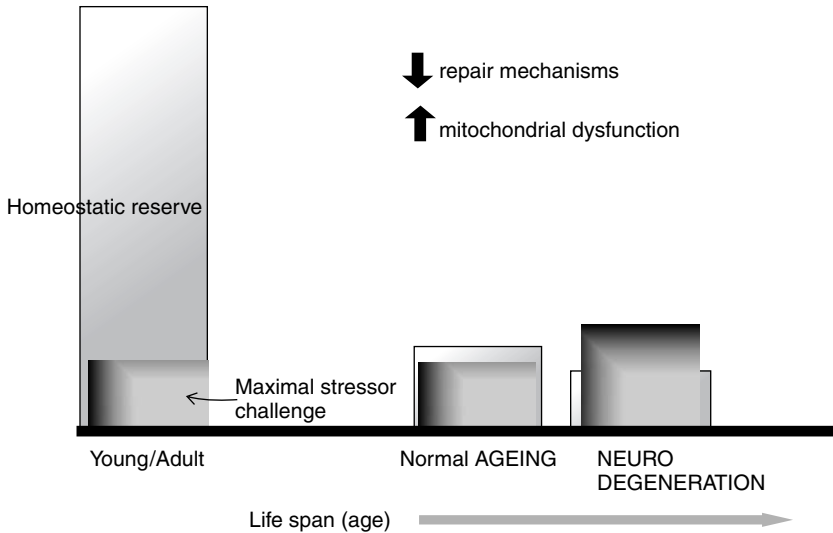 repair mechanisms
mitochondrial dysfunction
Homeostatic reserve
Maximal stressor
challenge
Young/Adult
Normal AGEING
NEURO
DEGENERATION
Life span (age)